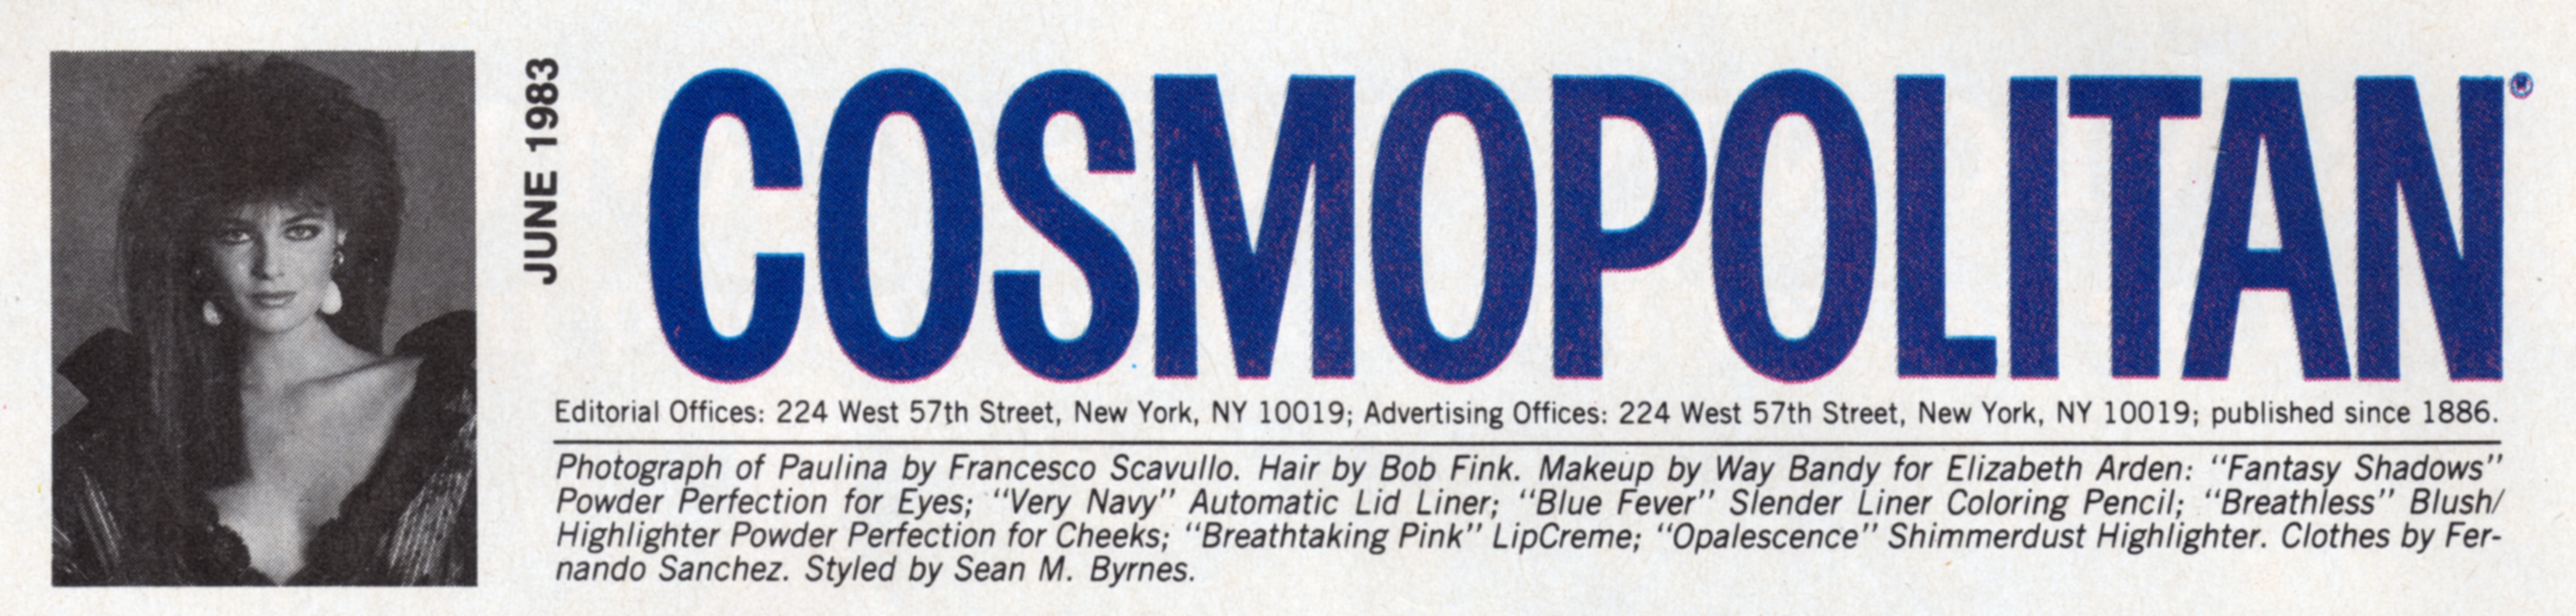 JUNE 1983
COSMOPOLITAN®
Editorial Offices: 224 West 57th Street, New York, NY 10019; Advertising Offices: 224 West 57th Street, New York, NY 10019; published since 1886.
Photograph of Paulina by Francesco Scavullo. Hair by Bob Fink. Makeup by Way Bandy for Elizabeth Arden: “Fantasy Shadows”
Powder Perfection for Eyes; “Very Navy” Automatic Lid Liner; “Blue Fever” Slender Liner Coloring Pencil; “Breathless” Blush/
Highlighter Powder Perfection for Cheeks; “Breathtaking Pink” LipCreme; “Opalescence” Shimmerdust Highlighter. Clothes by Fer-
nando Sanchez. Styled by Sean M. Byrnes.